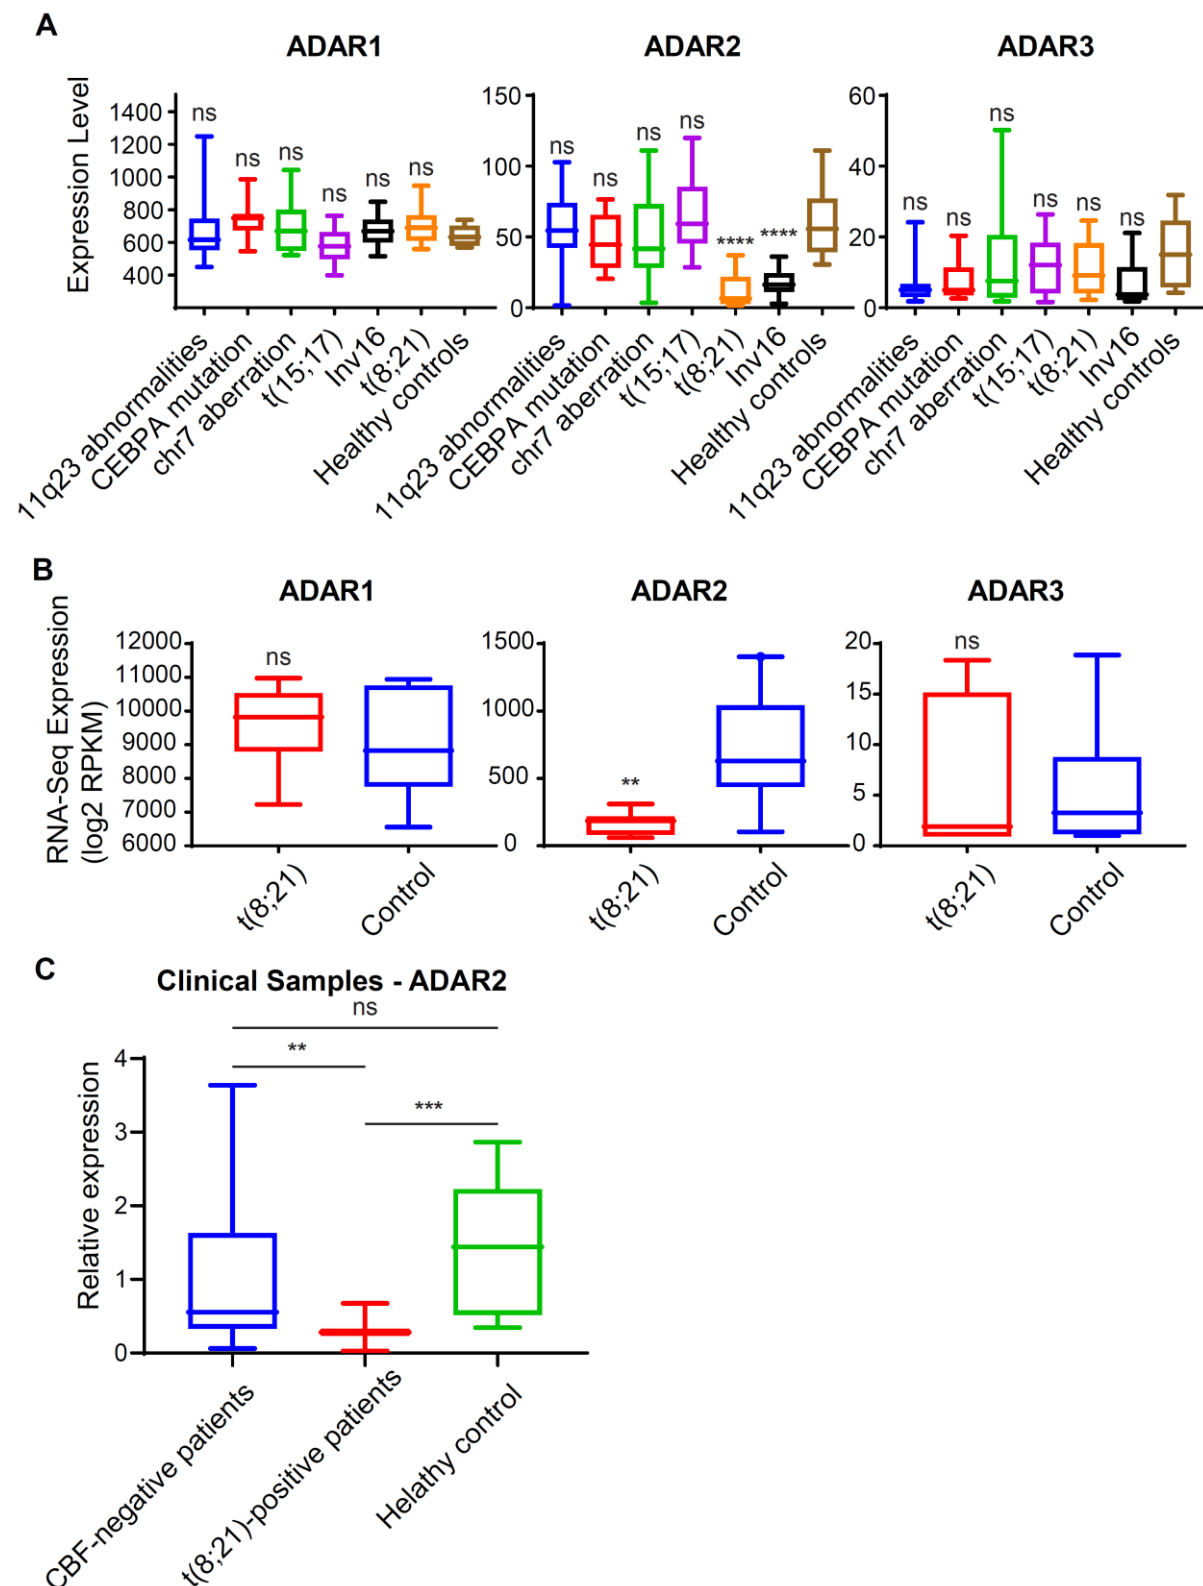 A
ADAR1
ADAR2
ADAR3
Expression Level
1400
1200
1000
800
600
400
ns
ns
ns
ns
ns
ns
11q23 abnormalities
CEBPA mutation
chr7 aberration
t(15;17)
Inv16
t(8;21)
Healthy controls
150
100
50
0
ns
ns
ns
ns
****
****
11q23 abnormalities
CEBPA mutation
chr7 aberration
t(15;17)
t(8;21)
Inv16
Healthy controls
60
40
20
0
ns
ns
ns
ns
ns
ns
11q23 abnormalities
CEBPA mutation
chr7 aberration
t(15;17)
t(8;21)
Inv16
Healthy controls
B
ADAR1
ADAR2
ADAR3
RNA-Seq Expression
(log2 RPKM)
12000
11000
10000
9000
8000
7000
6000
ns
t(8;21)
Control
1500
1000
500
0
**
t(8;21)
Control
20
15
10
5
0
ns
t(8;21)
Control
C
Clinical Samples - ADAR2
ns
**
***
Relative expression
4
3
2
1
0
CBF-negative patients
t(8;21)-positive patients
Helathy control